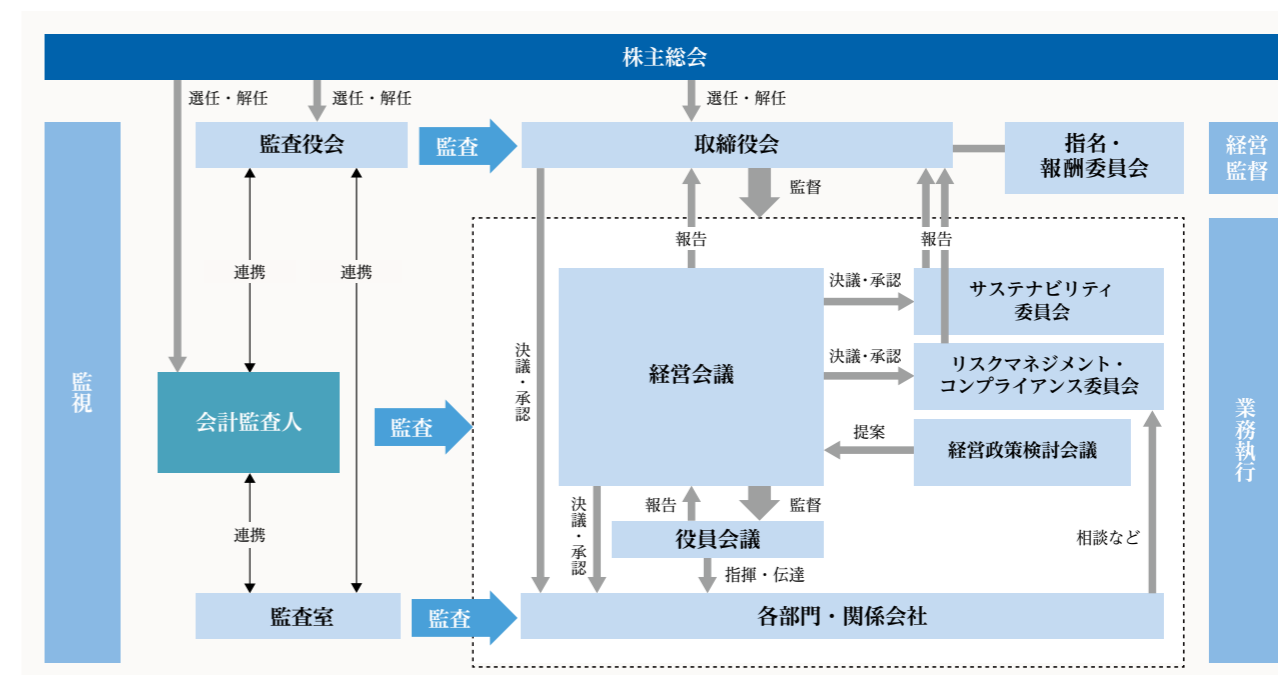 株主総会
選任・解任
選任・解任
選任・解任
監査役会
監査
取締役会
指名・
報酬委員会
経営
監督
監督
報告
報告
連携
連携
決議・承認
サステナビリティ
委員会
経営会議
決議・承認
リスクマネジメント・
コンプライアンス委員会
決議・承認
監視
会計監査人
監査
提案
経営政策検討会議
業務執行
決議・承認
報告
監督
連携
役員会議
相談など
指揮・伝達
監査室
監査
各部門・関係会社